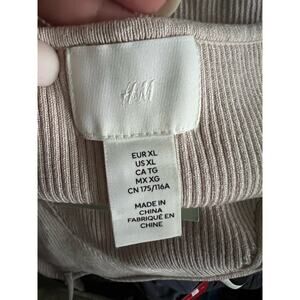 H&M
EUR XL
US XL
CA TG
MX XG
CN 175/116A
MADE IN
CHINA
FABRIQUÉ EN
CHINE